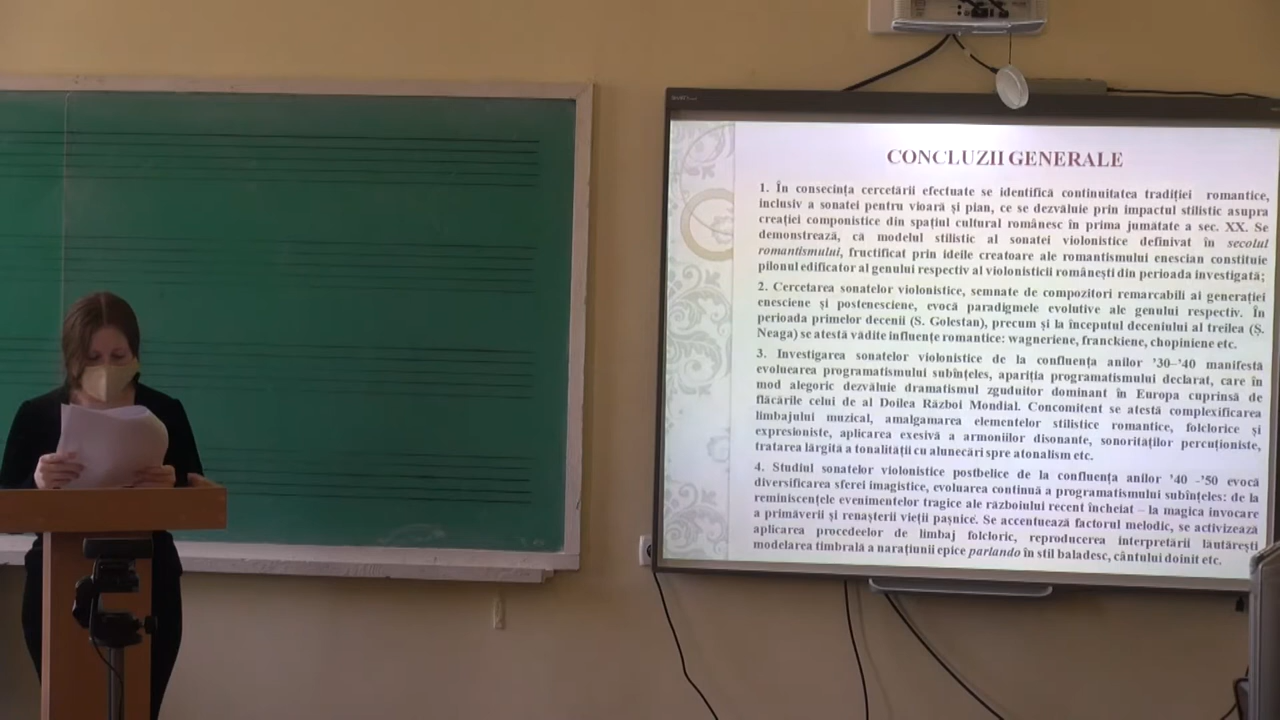 CONCLUZII GENERALE
1. În consecința cercetării efectuate se identifică continuitatea tradiției romantice,
inclusiv a sonatei pentru vioară și pian, ce se dezvăluie prin impactul stilistic asupra
creației componistice din spațiul cultural românesc în prima jumătate a sec. XX. Se
demonstrează, că modelul stilistic al sonatei violonistice definivat în secolul
romantismului, fructificat prin ideile creatoare ale romantismului enescian constituie
pilonul edificator al genului respectiv al violonisticii românești din perioada investigată;
2. Cercetarea sonatelor violonistice, semnate de compozitori remarcabili ai generației
enesciene și postenesciene, evocă paradigmele evolutive ale genului respectiv. În
perioada primelor decenii (S. Golestan), precum și la începutul deceniului al treilea (Ș.
Neaga) se atestă vădite influențe romantice: wagneriene, franckiene, chopiniene etc.
3. Investigarea sonatelor violonistice de la confluența anilor ’30–’40 manifestă
evoluearea programatismului subînțeles, apariția programatismului declarat, care în
mod alegoric dezvăluie dramatismul zguduitor dominant în Europa cuprinsă de
flăcările celui de al Doilea Război Mondial. Concomitent se atestă complexificarea
limbajului muzical, amalgamarea elementelor stilistice romantice, folclorice și
expresioniste, aplicarea exesivă a armoniilor disonante, sonorităților percuționiste,
tratarea lărgită a tonalității cu alunecări spre atonalism etc.
4. Studiul sonatelor violonistice postbelice de la confluența anilor ’40 -’50 evocă
diversificarea sferei imagistice, evoluarea continuă a programatismului subînțeles: de la
reminiscențele evenimentelor tragice ale războiului recent încheiat – la magica invocare
a primăverii și renașterii vieții pașnice. Se accentuează factorul melodic, se activizează
aplicarea procedeelor de limbaj folcloric, reproducerea interpretării lăutărești
modelarea timbrală a narațiunii epice parlando în stil baladesc, cântului doinit etc.